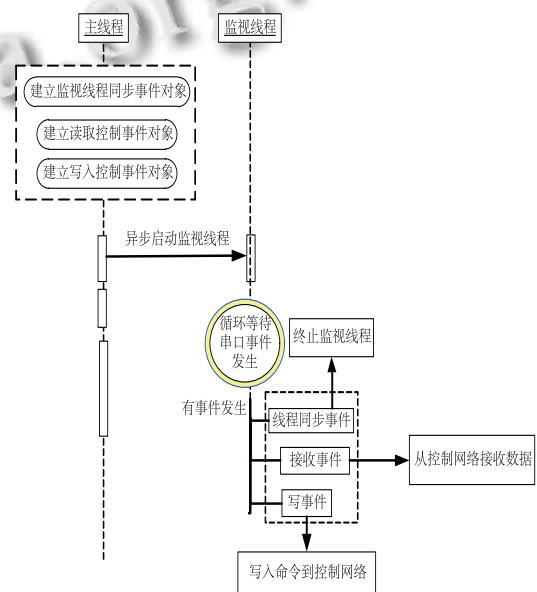 主线程
监视线程
建立监视线程同步事件对象
建立读取控制事件对象
建立写入控制事件对象
异步启动监视线程
循环等待
串口事件
发生
终止监视线程
有事件发生
线程同步事件
接收事件
从控制网络接收数据
写事件
写入命令到控制网络